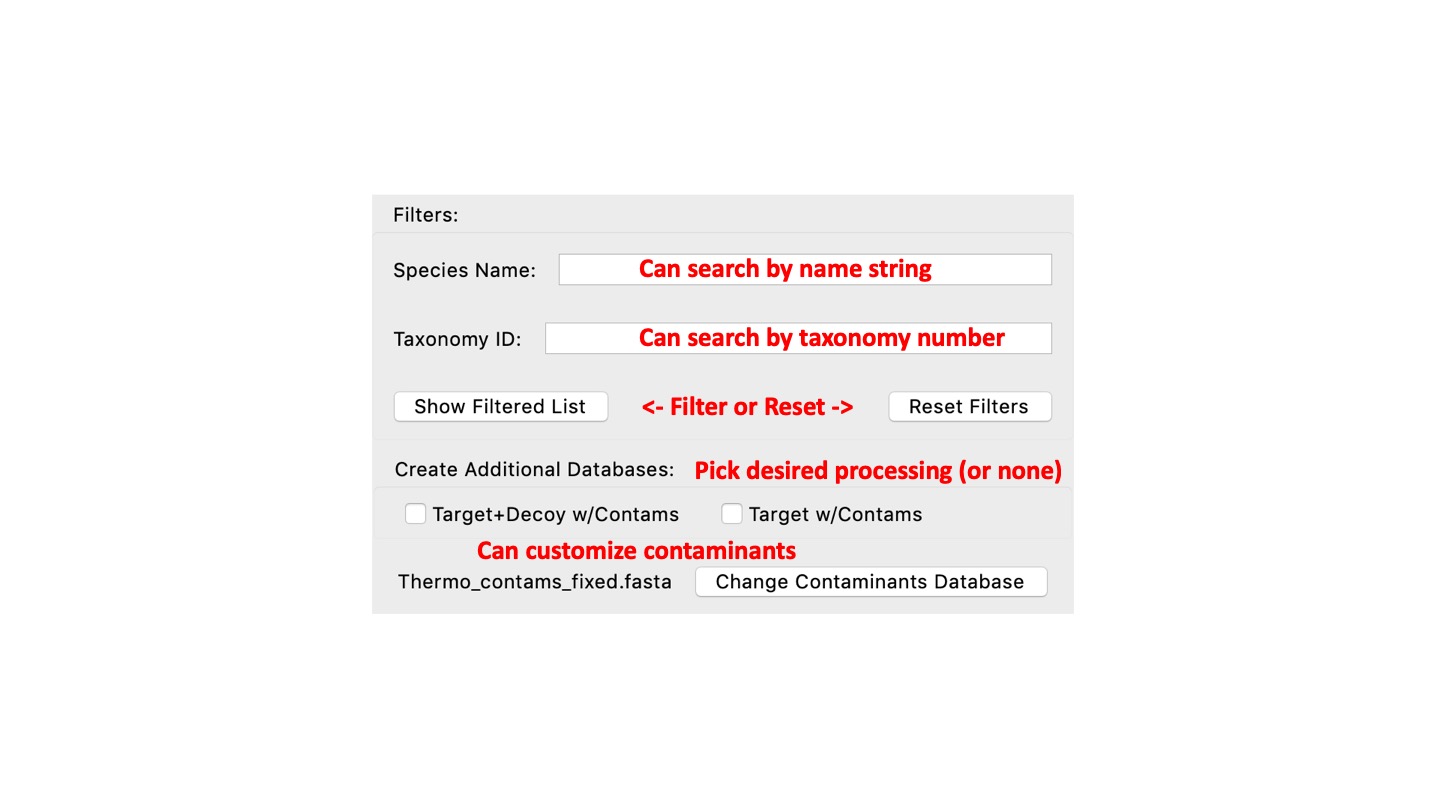 Filters:
Species Name: Can search by name string
Taxonomy ID: Can search by taxonomy number
Show Filtered List <- Filter or Reset -> Reset Filters
Create Additional Databases: Pick desired processing (or none)
Target+Decoy w/Contams Target w/Contams
Can customize contaminants
Thermo_contams_fixed.fasta Change Contaminants Database